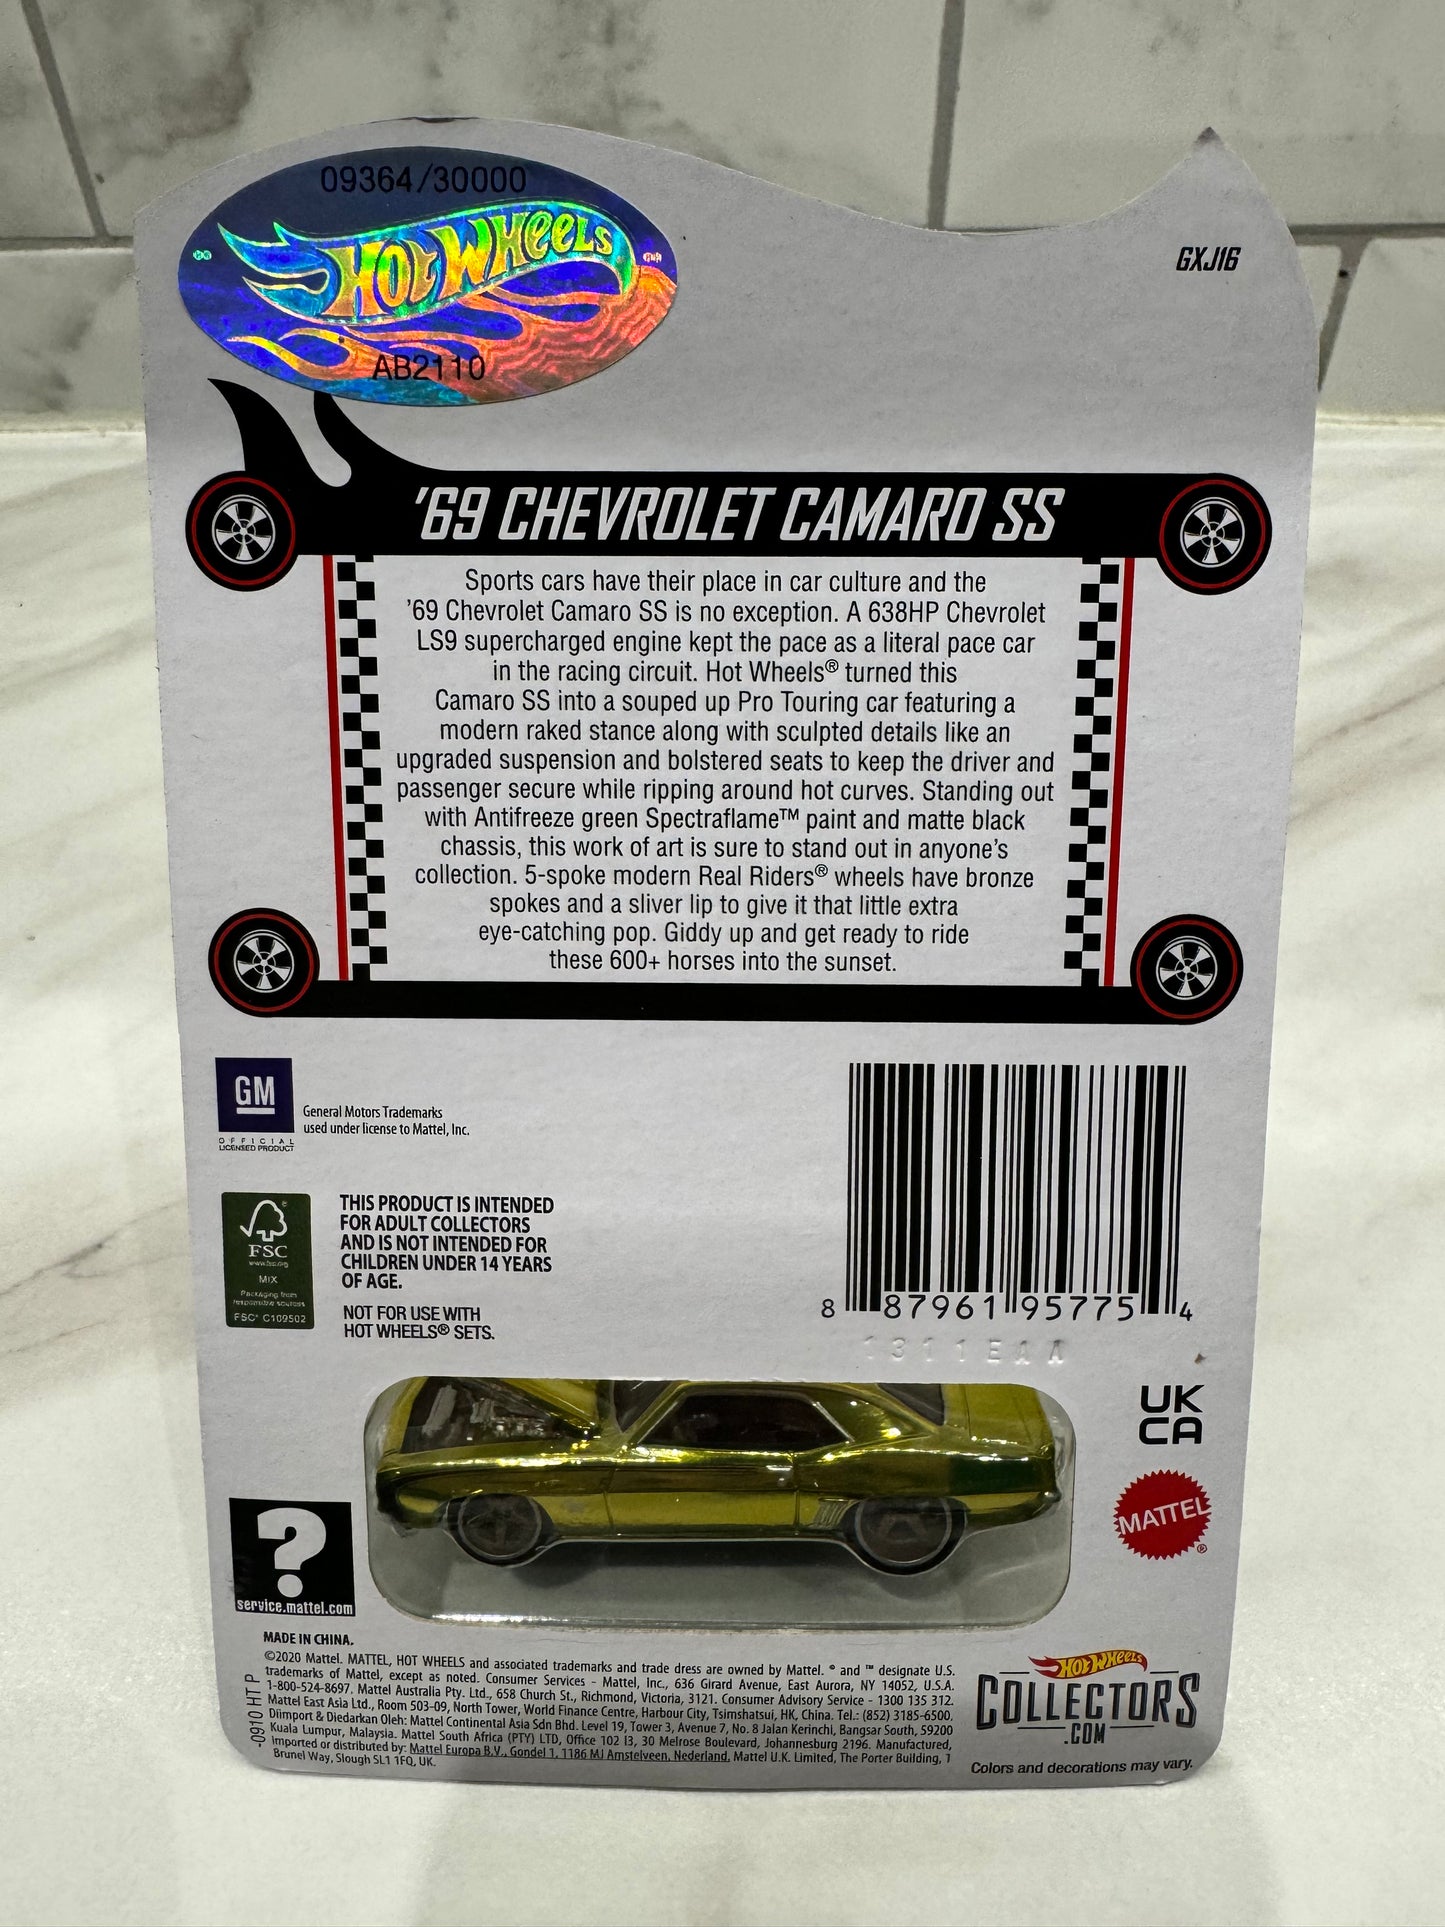 09364/30000
HOT WHEELS
AB2110
GXJ16
'69 CHEVROLET CAMARO SS
Sports cars have their place in car culture and the
'69 Chevrolet Camaro SS is no exception. A 638HP Chevrolet
LS9 supercharged engine kept the pace as a literal pace car
in the racing circuit. Hot Wheels® turned this
Camaro SS into a souped up Pro Touring car featuring a
modern raked stance along with sculpted details like an
upgraded suspension and bolstered seats to keep the driver and
passenger secure while ripping around hot curves. Standing out
with Antifreeze green Spectraflame™ paint and matte black
chassis, this work of art is sure to stand out in anyone's
collection. 5-spoke modern Real Riders® wheels have bronze
spokes and a sliver lip to give it that little extra
eye-catching pop. Giddy up and get ready to ride
these 600+ horses into the sunset.
GM
OFFICIAL
LICENSED PRODUCT
General Motors Trademarks
used under license to Mattel, Inc.
FSC
www.fsc.org
MIX
Packaging from
responsible sources
FSC® C109502
THIS PRODUCT IS INTENDED
FOR ADULT COLLECTORS
AND IS NOT INTENDED FOR
CHILDREN UNDER 14 YEARS
OF AGE.
NOT FOR USE WITH
HOT WHEELS® SETS.
8 87961 95775 4
1311EAA
UK
CA
MATTEL®
?
service.mattel.com
MADE IN CHINA.
©2020 Mattel. MATTEL, HOT WHEELS and associated trademarks and trade dress are owned by Mattel. ® and ™ designate U.S.
trademarks of Mattel, except as noted. Consumer Services - Mattel, Inc., 636 Girard Avenue, East Aurora, NY 14052, U.S.A.
1-800-524-8697. Mattel Australia Pty. Ltd., 658 Church St., Richmond, Victoria, 3121. Consumer Advisory Service - 1300 135 312.
Mattel East Asia Ltd., Room 503-09, North Tower, World Finance Centre, Harbour City, Tsimshatsui, HK, China. Tel.: (852) 3185-6500.
Diimport & Diedarkan Oleh: Mattel Continental Asia Sdn Bhd. Level 19, Tower 3, Avenue 7, No. 8 Jalan Kerinchi, Bangsar South, 59200
Kuala Lumpur, Malaysia. Mattel South Africa (PTY) LTD, Office 102 I3, 30 Melrose Boulevard, Johannesburg 2196. Manufactured,
Imported or distributed by: Mattel Europa B.V., Gondel 1, 1186 MJ Amstelveen, Nederland. Mattel U.K. Limited, The Porter Building, 1
Brunel Way, Slough SL1 1FQ, UK.
-0910 HT P
HOT WHEELS
COLLECTORS
.COM
Colors and decorations may vary.